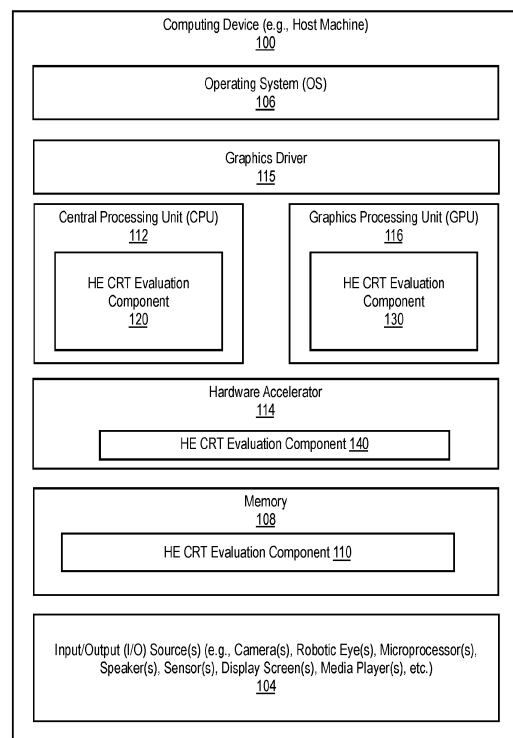 Computing Device (e.g., Host Machine)
100
Operating System (OS)
106
Graphics Driver
115
Central Processing Unit (CPU)
112
HE CRT Evaluation
Component
120
Graphics Processing Unit (GPU)
116
HE CRT Evaluation
Component
130
Hardware Accelerator
114
HE CRT Evaluation Component 140
Memory
108
HE CRT Evaluation Component 110
Input/Output (I/O) Source(s) (e.g., Camera(s), Robotic Eye(s), Microprocessor(s),
Speaker(s), Sensor(s), Display Screen(s), Media Player(s), etc.)
104